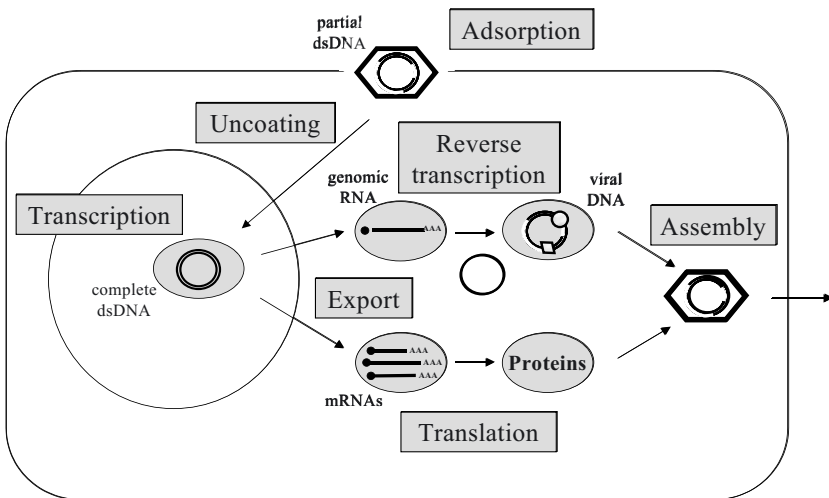 partial
dsDNA
Adsorption
Uncoating
Reverse
transcription
genomic
RNA
viral
DNA
Transcription
Assembly
AAA
complete
dsDNA
Export
AAA
AAA
AAA
Proteins
mRNAs
Translation